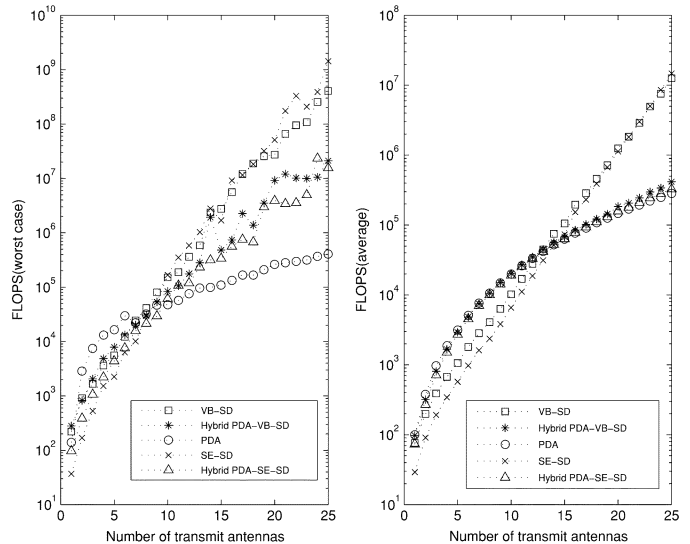 10^10
10^9
10^8
10^7
10^6
10^5
10^4
10^3
10^2
10^1
FLOPS(worst case)
0 5 10 15 20 25
Number of transmit antennas
VB−SD
Hybrid PDA−VB−SD
PDA
SE−SD
Hybrid PDA−SE−SD
10^8
10^7
10^6
10^5
10^4
10^3
10^2
10^1
FLOPS(average)
0 5 10 15 20 25
Number of transmit antennas
VB−SD
Hybrid PDA−VB−SD
PDA
SE−SD
Hybrid PDA−SE−SD